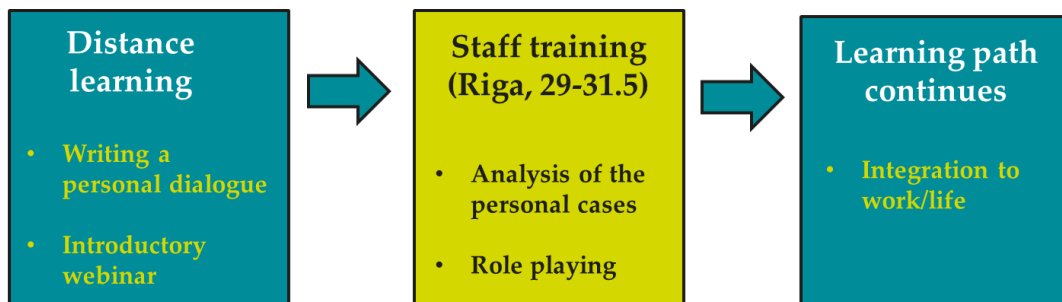 Distance
learning
• Writing a
personal dialogue
• Introductory
webinar
Staff training
(Riga, 29-31.5)
• Analysis of the
personal cases
• Role playing
Learning path
continues
• Integration to
work/life